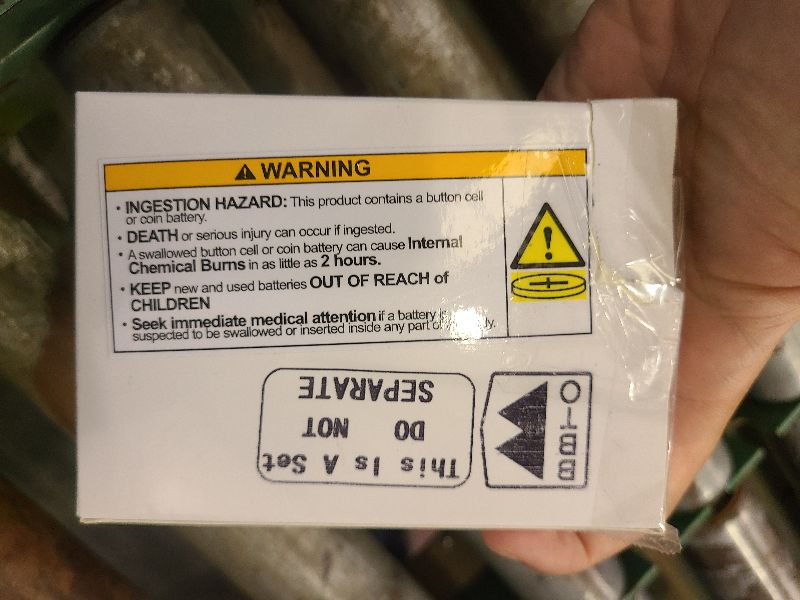 WARNING
• INGESTION HAZARD: This product contains a button cell
or coin battery.
• DEATH or serious injury can occur if ingested.
• A swallowed button cell or coin battery can cause Internal
Chemical Burns in as little as 2 hours.
• KEEP new and used batteries OUT OF REACH of
CHILDREN
• Seek immediate medical attention if a battery is
suspected to be swallowed or inserted inside any part of
This Is A Set
DO NOT
SEPARATE